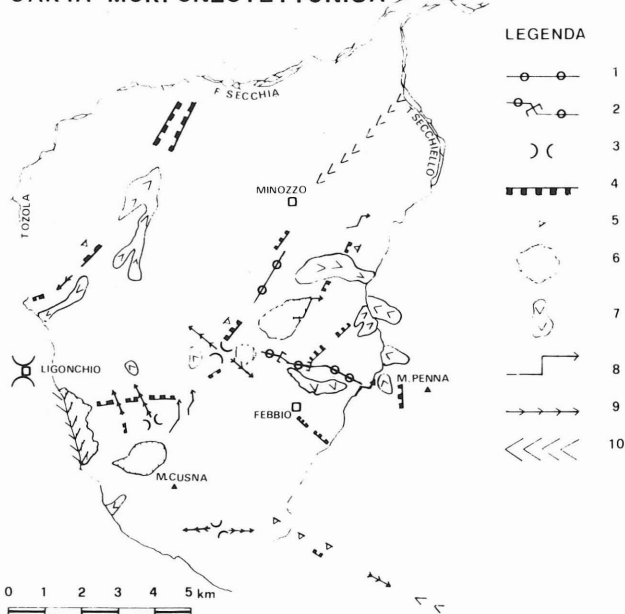 CARTA MORFONEOTETTONICA
LEGENDA
1
2
3
4
5
6
7
8
9
10
F. SECCHIA
T. SECCHIELLO
T. OZOLA
MINOZZO
LIGONCHIO
M. PENNA
FEBBIO
M. CUSNA
0 1 2 3 4 5 km